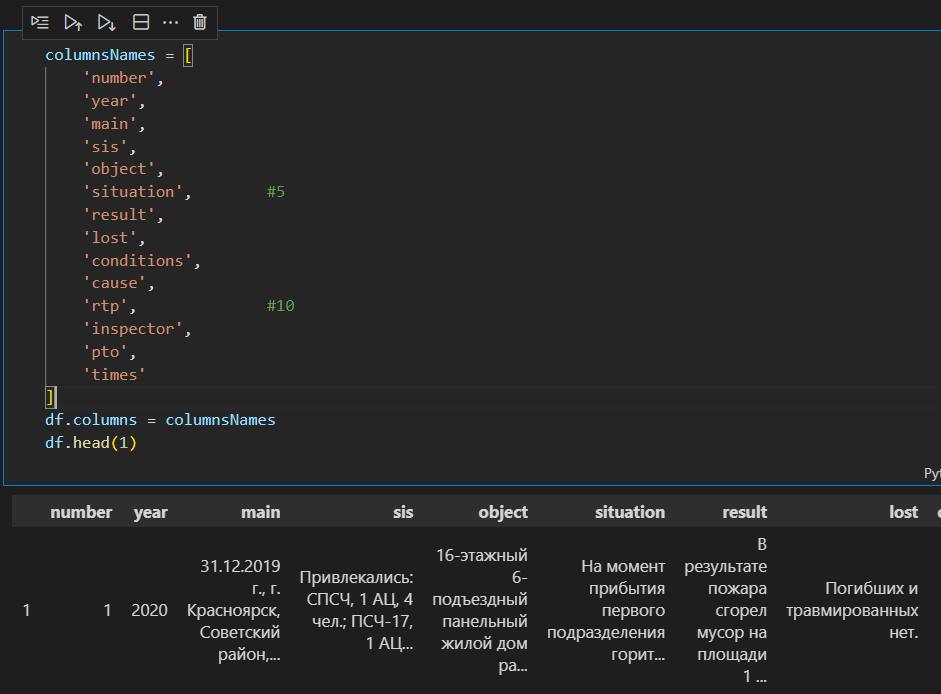 columnsNames = [
'number',
'year',
'main',
'sis',
'object',
'situation', #5
'result',
'lost',
'conditions',
'cause',
'rtp', #10
'inspector',
'pto',
'times'
]
df.columns = columnsNames
df.head(1)
number year main sis object situation result lost
1 1 2020
31.12.2019
г., г.
Красноярск,
Советский
район,...
Привлекались:
СПСЧ, 1 АЦ, 4
чел.; ПСЧ-17,
1 АЦ...
16-этажный
6-
подъездный
панельный
жилой дом
ра...
На момент
прибытия
первого
подразделения
горит...
В
результате
пожара
сгорел
мусор на
площади
1 ...
Погибших и
травмированных
нет.